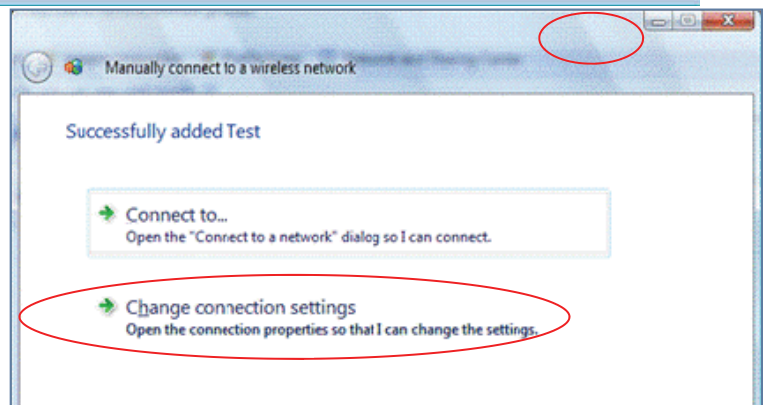 Manually connect to a wireless network
Successfully added Test
Connect to...
Open the "Connect to a network" dialog so I can connect.
Change connection settings
Open the connection properties so that I can change the settings.